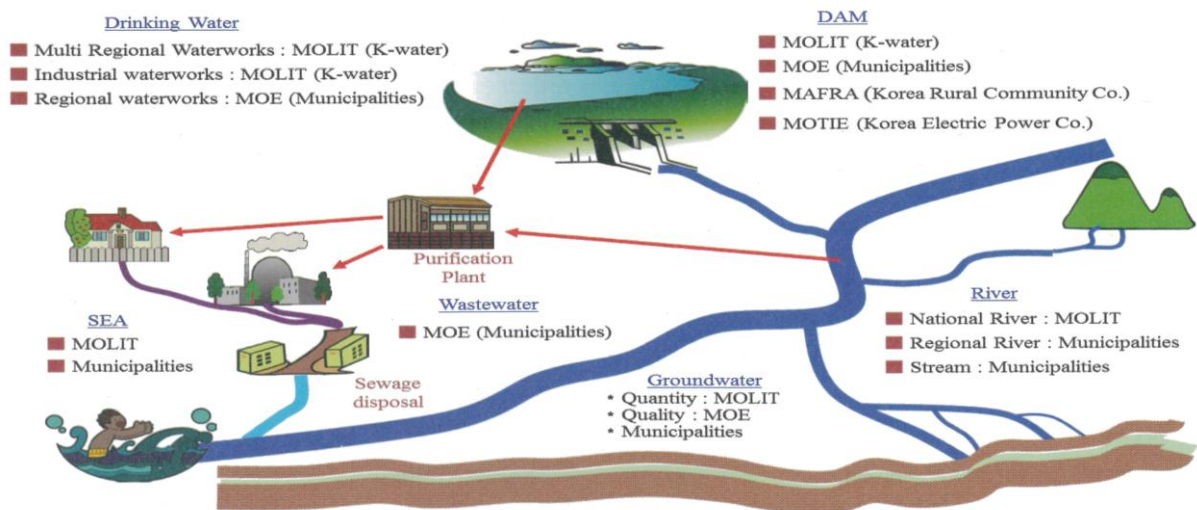 Drinking Water
Multi Regional Waterworks : MOLIT (K-water)
Industrial waterworks : MOLIT (K-water)
Regional waterworks : MOE (Municipalities)
DAM
MOLIT (K-water)
MOE (Municipalities)
MAFRA (Korea Rural Community Co.)
MOTIE (Korea Electric Power Co.)
Purification
Plant
Wastewater
MOE (Municipalities)
SEA
MOLIT
Municipalities
Sewage
disposal
Groundwater
* Quantity : MOLIT
* Quality : MOE
* Municipalities
River
National River : MOLIT
Regional River : Municipalities
Stream : Municipalities